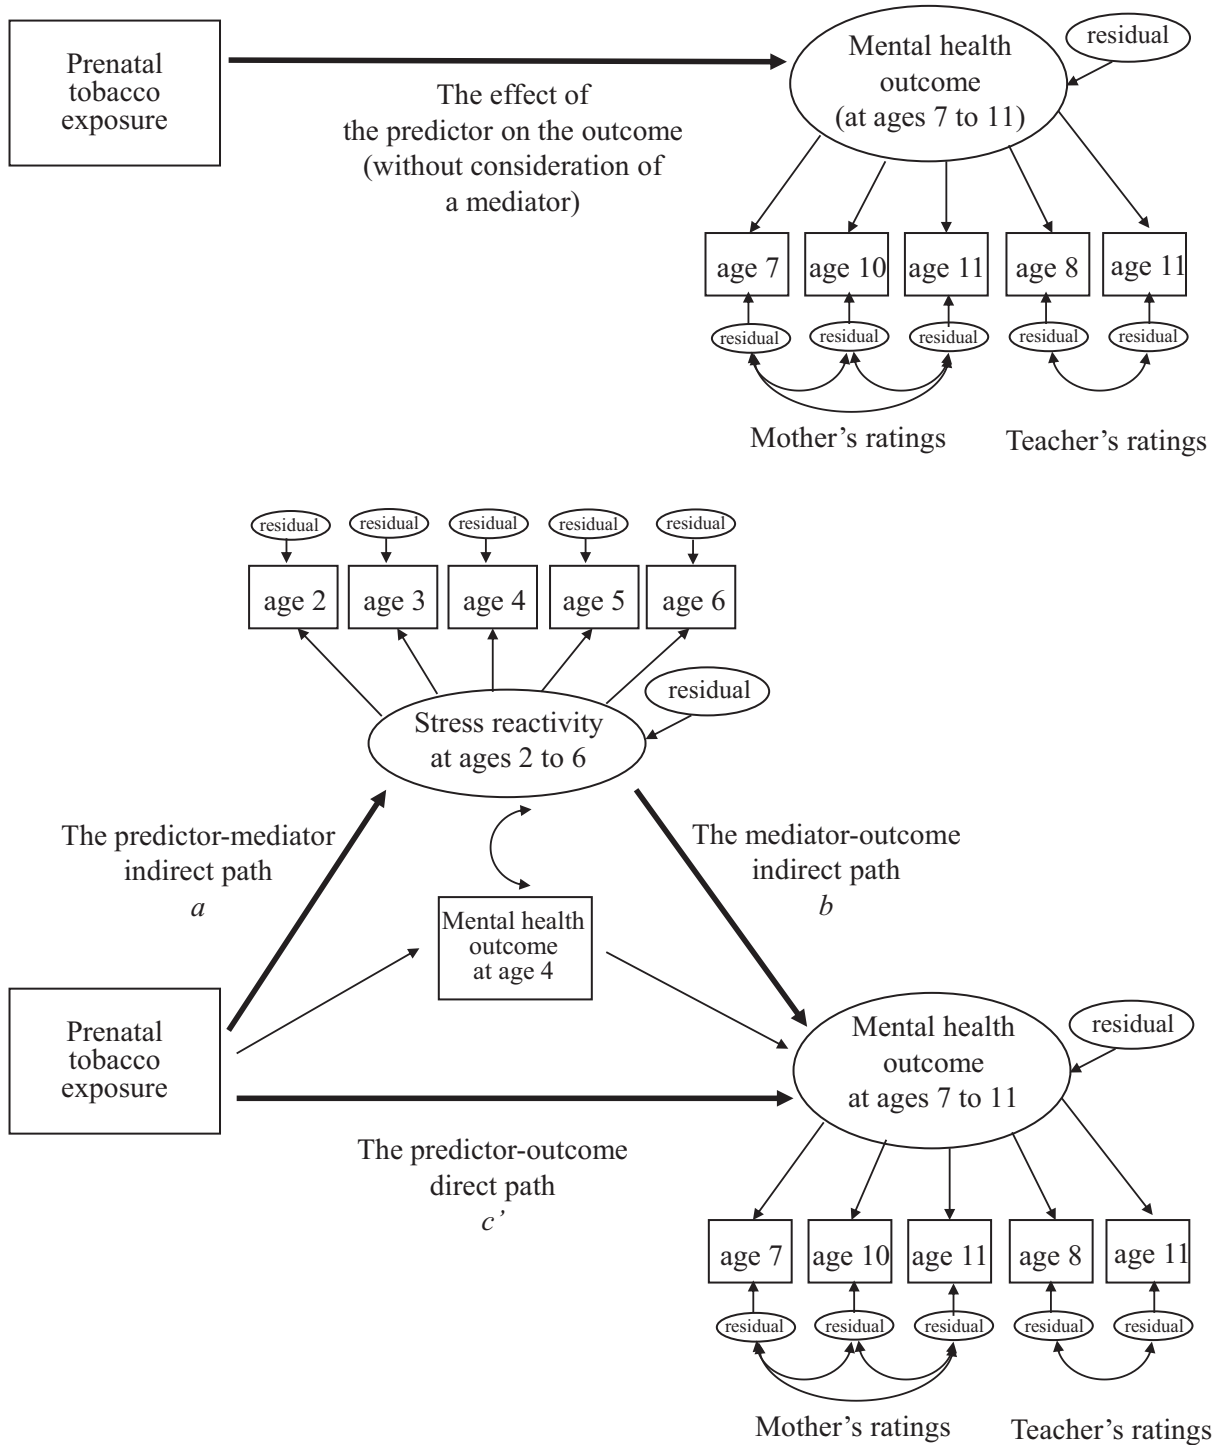 Prenatal
tobacco
exposure
The effect of
the predictor on the outcome
(without consideration of
a mediator)
Mental health
outcome
(at ages 7 to 11)
residual
age 7
age 10
age 11
age 8
age 11
residual
residual
residual
residual
residual
Mother’s ratings
Teacher’s ratings
residual
residual
residual
residual
residual
age 2
age 3
age 4
age 5
age 6
residual
Stress reactivity
at ages 2 to 6
The predictor-mediator
indirect path
a
The mediator-outcome
indirect path
b
Mental health
outcome
at age 4
Prenatal
tobacco
exposure
Mental health
outcome
at ages 7 to 11
residual
The predictor-outcome
direct path
c’
age 7
age 10
age 11
age 8
age 11
residual
residual
residual
residual
residual
Mother’s ratings
Teacher’s ratings